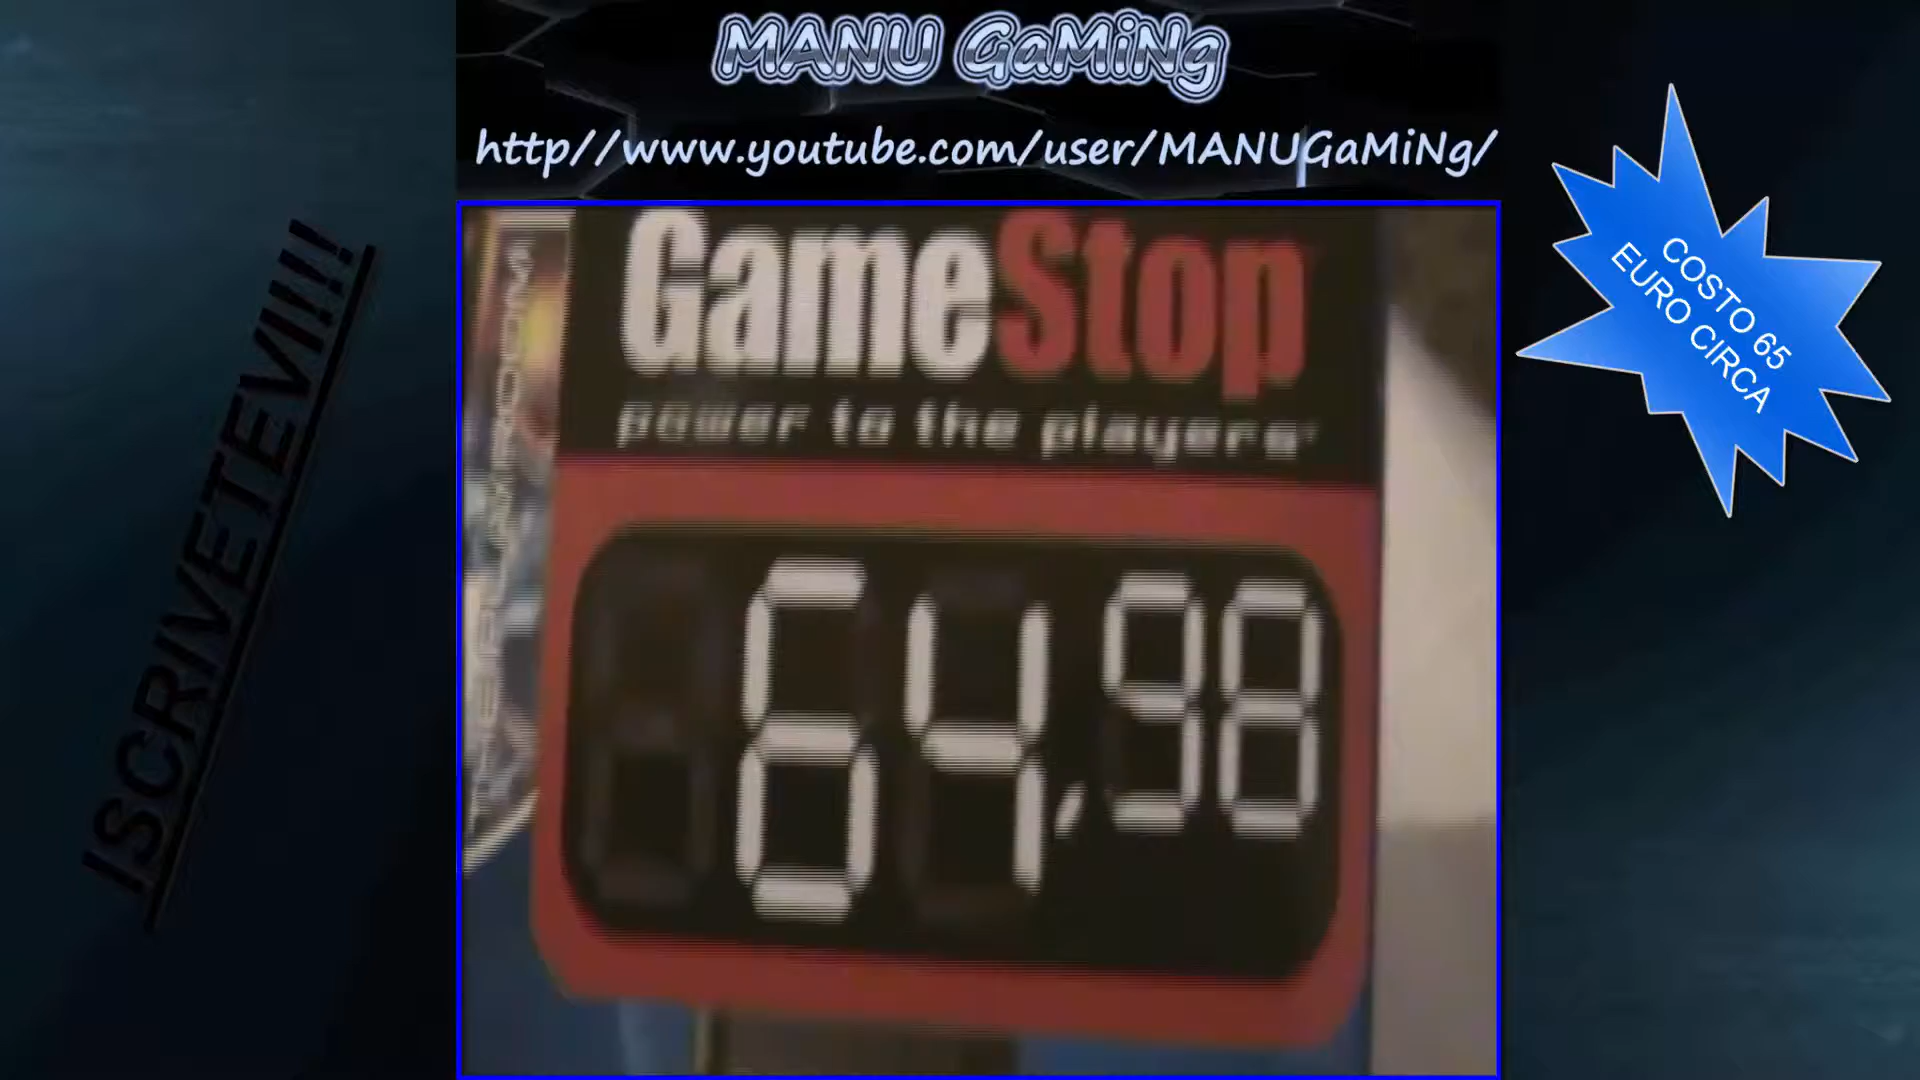 MANU GaMiNg
http//www.youtube.com/user/MANUGaMiNg/
ISCRIVETEVI!!!!
GameStop
power to the players
64,98
COSTO 65
EURO CIRCA